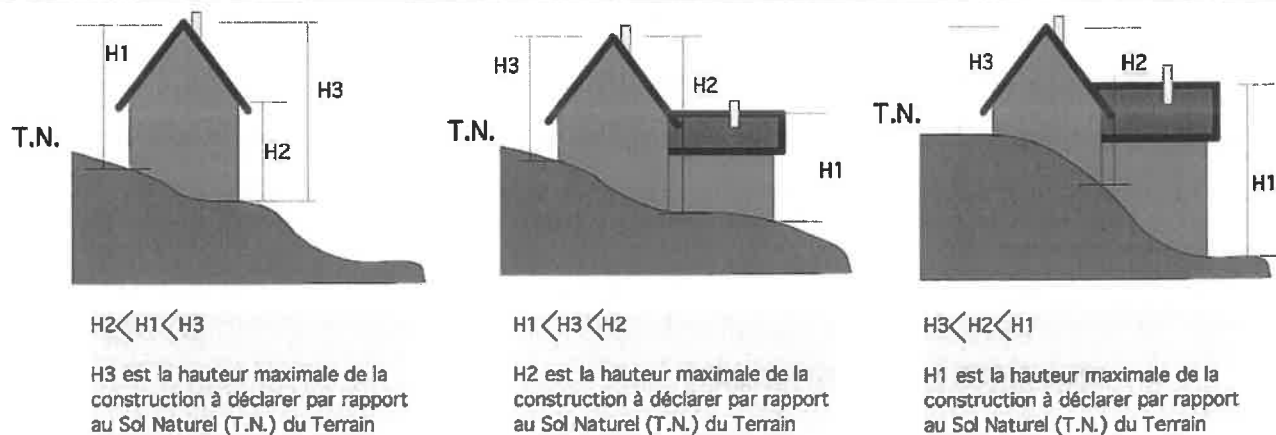 H1
H3
H2
T.N.
H2<H1<H3
H3 est la hauteur maximale de la
construction à déclarer par rapport
au Sol Naturel (T.N.) du Terrain
H3
H2
T.N.
H1
H1<H3<H2
H2 est la hauteur maximale de la
construction à déclarer par rapport
au Sol Naturel (T.N.) du Terrain
H3
H2
T.N.
H1
H3<H2<H1
H1 est la hauteur maximale de la
construction à déclarer par rapport
au Sol Naturel (T.N.) du Terrain